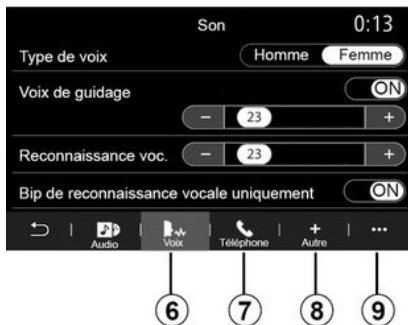 Son 0:13
Type de voix Homme Femme
Voix de guidage ON
− 23 +
Reconnaissance voc. − 23 +
Bip de reconnaissance vocale uniquement ON
Audio Voix Téléphone + Autre •••
6 7 8 9